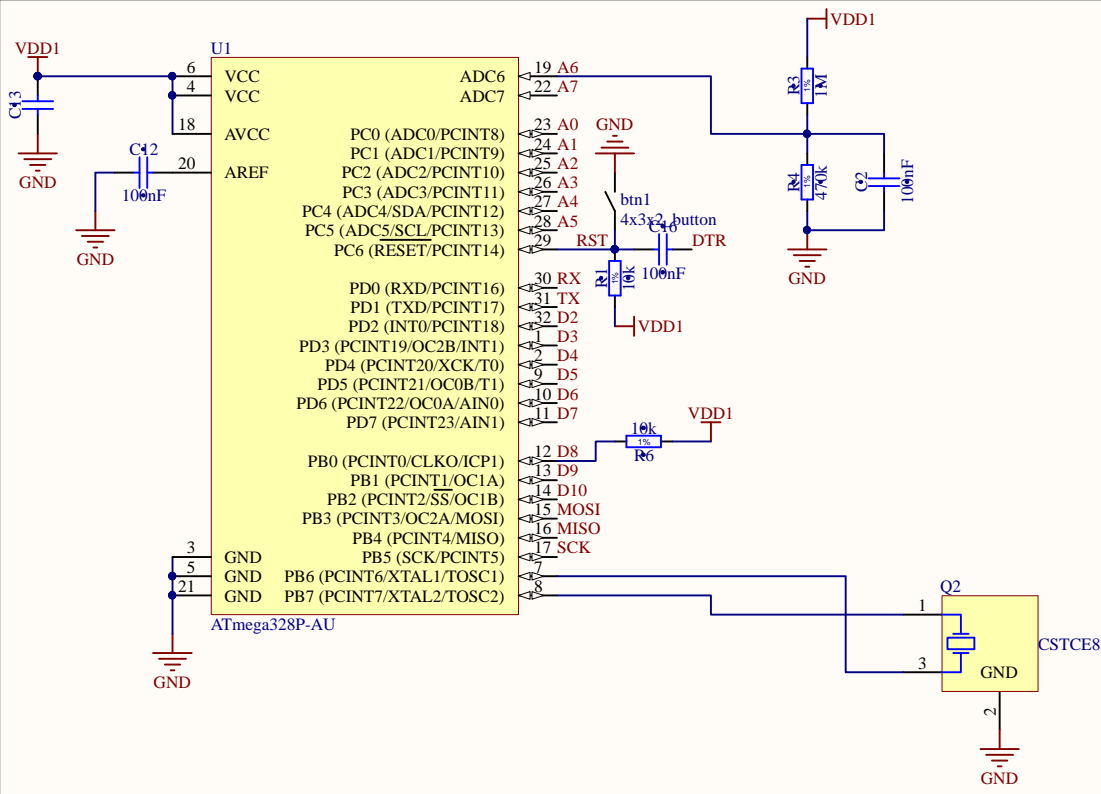 VDD1
VDD1
U1
6
VCC
4
VCC
18
AVCC
20
AREF
C13
GND
C12
100nF
GND
ADC6
19
A6
ADC7
22
A7
PC0 (ADC0/PCINT8)
23
A0
PC1 (ADC1/PCINT9)
24
A1
PC2 (ADC2/PCINT10)
25
A2
PC3 (ADC3/PCINT11)
26
A3
PC4 (ADC4/SDA/PCINT12)
27
A4
PC5 (ADC5/SCL/PCINT13)
28
A5
PC6 (RESET/PCINT14)
29
RST
GND
btn1
4x3x2_button
C16
100nF
DTR
R1
1%
10k
VDD1
R3
1%
1M
R4
1%
470k
C2
100nF
GND
PD0 (RXD/PCINT16)
30
RX
PD1 (TXD/PCINT17)
31
TX
PD2 (INT0/PCINT18)
32
D2
PD3 (PCINT19/OC2B/INT1)
1
D3
PD4 (PCINT20/XCK/T0)
2
D4
PD5 (PCINT21/OC0B/T1)
9
D5
PD6 (PCINT22/OC0A/AIN0)
10
D6
PD7 (PCINT23/AIN1)
11
D7
PB0 (PCINT0/CLKO/ICP1)
12
D8
10k
1%
R6
VDD1
PB1 (PCINT1/OC1A)
13
D9
PB2 (PCINT2/SS/OC1B)
14
D10
PB3 (PCINT3/OC2A/MOSI)
15
MOSI
PB4 (PCINT4/MISO)
16
MISO
PB5 (SCK/PCINT5)
17
SCK
PB6 (PCINT6/XTAL1/TOSC1)
7
PB7 (PCINT7/XTAL2/TOSC2)
8
3
GND
5
GND
21
GND
GND
ATmega328P-AU
Q2
1
3
GND
CSTCE8
2
GND